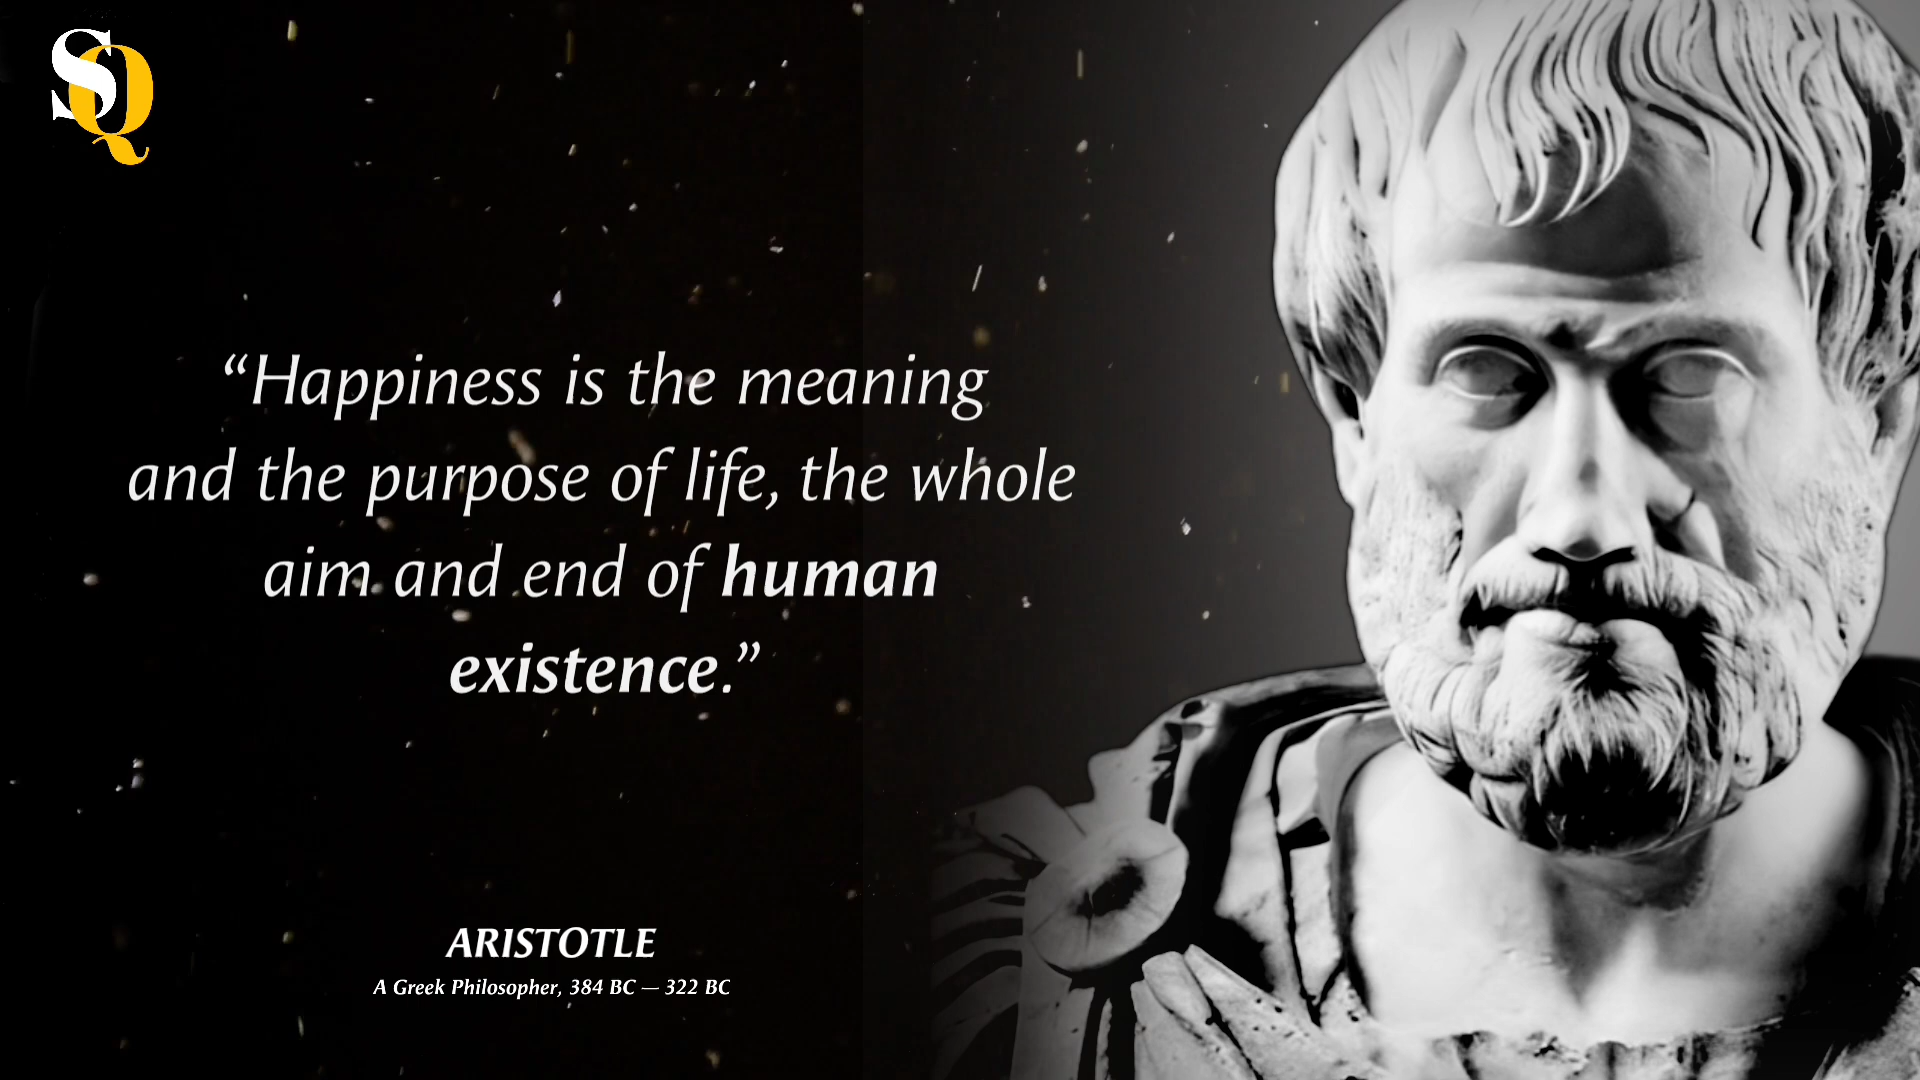 SQ
“Happiness is the meaning
and the purpose of life, the whole
aim and end of human
existence.”
ARISTOTLE
A Greek Philosopher, 384 BC — 322 BC